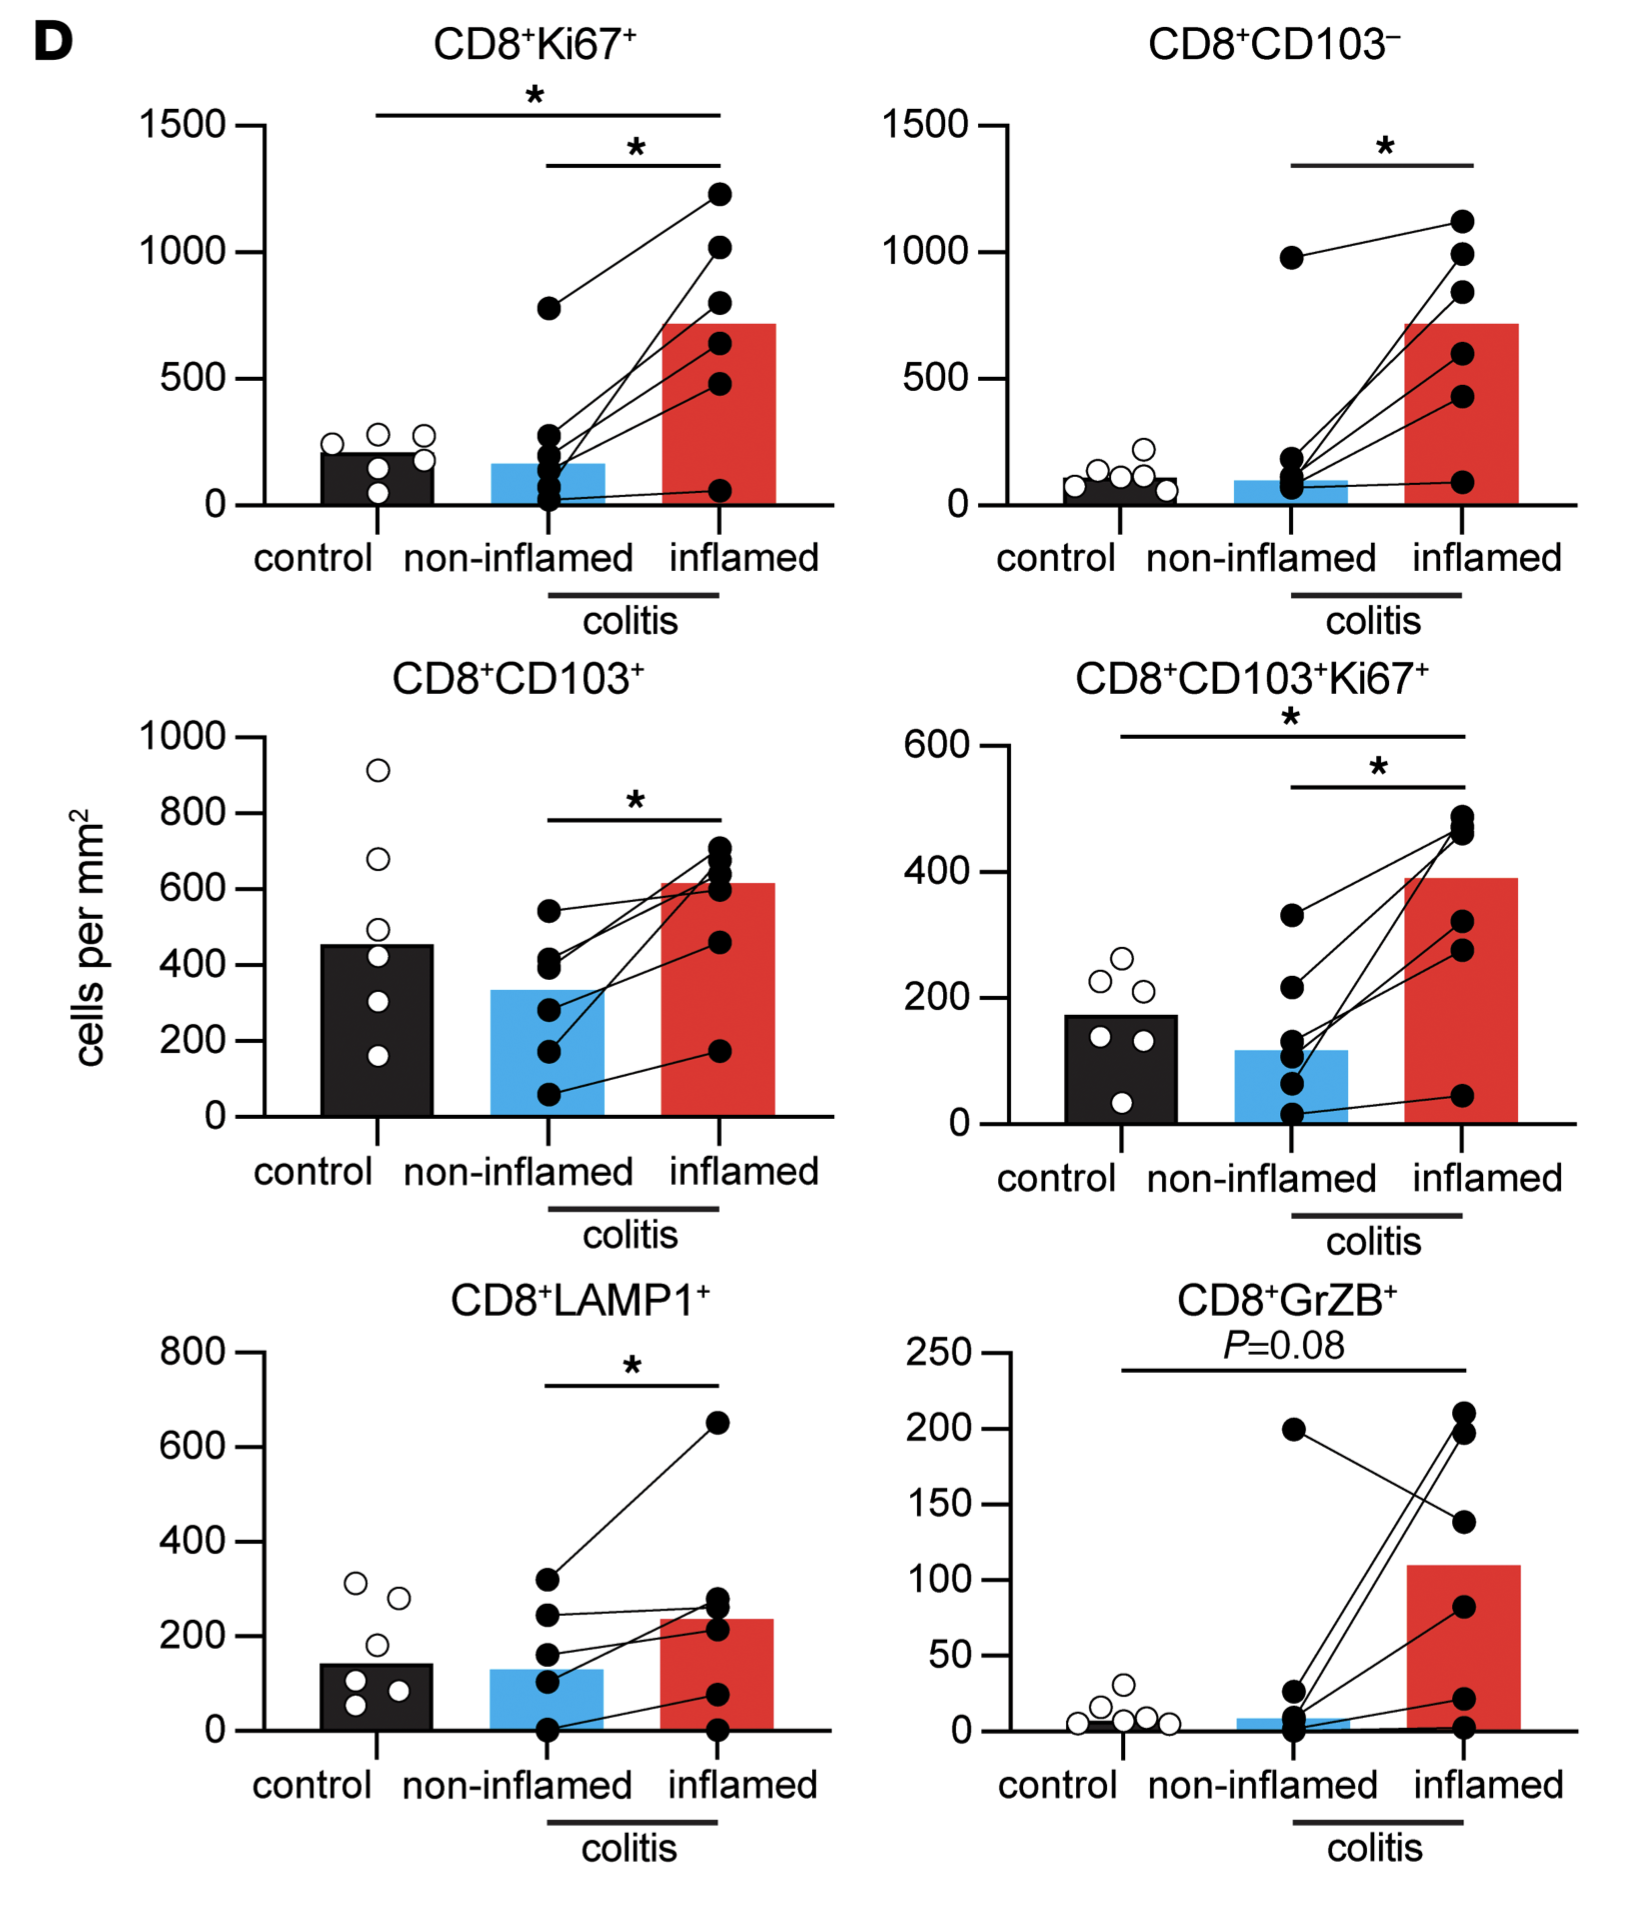 D
CD8⁺Ki67⁺
*
*
1500
1000
500
0
control non-inflamed inflamed
colitis
CD8⁺CD103⁻
*
1500
1000
500
0
control non-inflamed inflamed
colitis
cells per mm²
CD8⁺CD103⁺
*
1000
800
600
400
200
0
control non-inflamed inflamed
colitis
CD8⁺CD103⁺Ki67⁺
*
*
600
400
200
0
control non-inflamed inflamed
colitis
CD8⁺LAMP1⁺
*
800
600
400
200
0
control non-inflamed inflamed
colitis
CD8⁺GrZB⁺
P=0.08
250
200
150
100
50
0
control non-inflamed inflamed
colitis